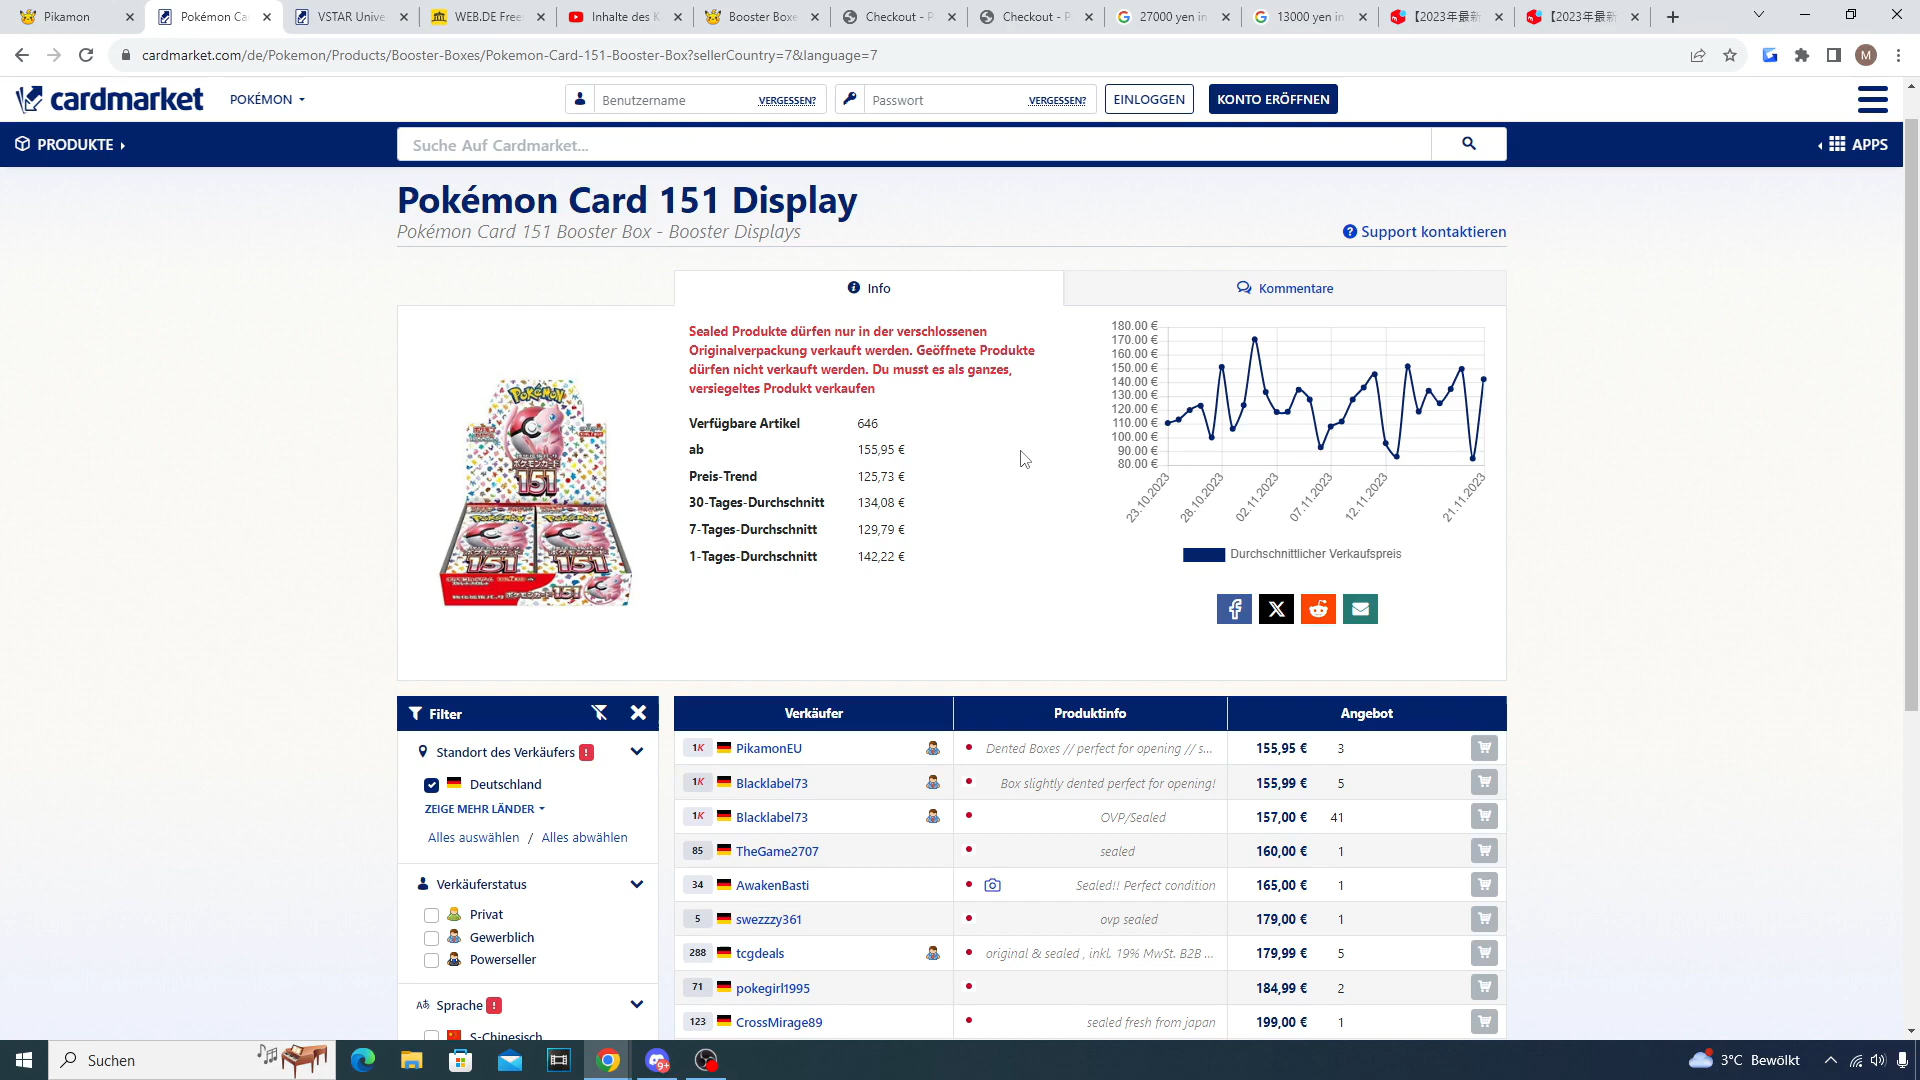 Pikamon
Pokémon Ca
VSTAR Unive
WEB.DE Free
Inhalte des K
Booster Boxe
Checkout - P
Checkout - P
27000 yen in
13000 yen in
【2023年最新
【2023年最新
cardmarket.com/de/Pokemon/Products/Booster-Boxes/Pokemon-Card-151-Booster-Box?sellerCountry=7&language=7
M
cardmarket
POKÉMON
Benutzername
VERGESSEN?
Passwort
VERGESSEN?
EINLOGGEN
KONTO ERÖFFNEN
PRODUKTE
Suche Auf Cardmarket...
APPS
Pokémon Card 151 Display
Pokémon Card 151 Booster Box - Booster Displays
Support kontaktieren
Info
Kommentare
Sealed Produkte dürfen nur in der verschlossenen
Originalverpackung verkauft werden. Geöffnete Produkte
dürfen nicht verkauft werden. Du musst es als ganzes,
versiegeltes Produkt verkaufen
Verfügbare Artikel 646
ab 155,95 €
Preis-Trend 125,73 €
30-Tages-Durchschnitt 134,08 €
7-Tages-Durchschnitt 129,79 €
1-Tages-Durchschnitt 142,22 €
180.00 €
170.00 €
160.00 €
150.00 €
140.00 €
130.00 €
120.00 €
110.00 €
100.00 €
90.00 €
80.00 €
23.10.2023
28.10.2023
02.11.2023
07.11.2023
12.11.2023
21.11.2023
Durchschnittlicher Verkaufspreis
POKÉMON
ポケモンカード
151
151
151
Filter
Standort des Verkäufers !
Deutschland
ZEIGE MEHR LÄNDER
Alles auswählen / Alles abwählen
Verkäuferstatus
Privat
Gewerblich
Powerseller
Sprache !
S-Chinesisch
Verkäufer Produktinfo Angebot
1K PikamonEU Dented Boxes // perfect for opening // s... 155,95 € 3
1K Blacklabel73 Box slightly dented perfect for opening! 155,99 € 5
1K Blacklabel73 OVP/Sealed 157,00 € 41
85 TheGame2707 sealed 160,00 € 1
34 AwakenBasti Sealed!! Perfect condition 165,00 € 1
5 swezzzy361 ovp sealed 179,00 € 1
288 tcgdeals original & sealed , inkl. 19% MwSt. B2B ... 179,99 € 5
71 pokegirl1995 184,99 € 2
123 CrossMirage89 sealed fresh from japan 199,00 € 1
Suchen
9+
3°C Bewölkt